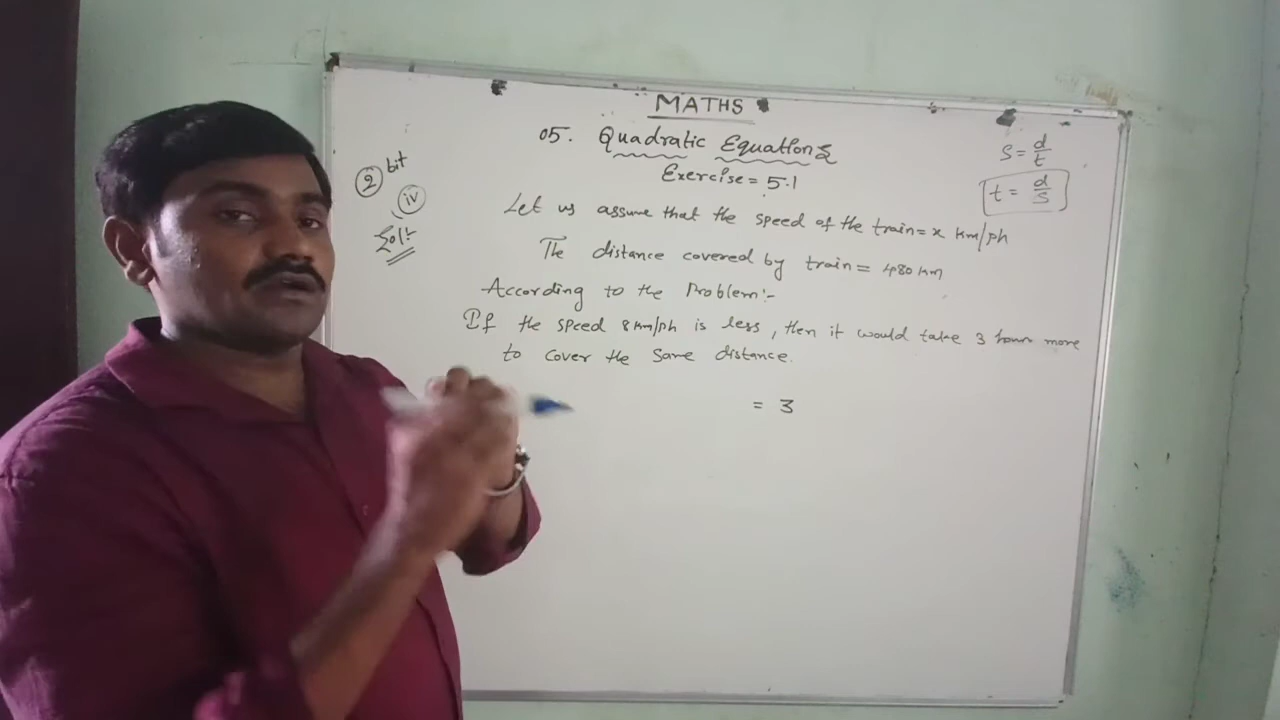 MATHS
05. Quadratic Equations
Exercise = 5.1
S = d/t
t = d/s
2 bit
iv
Sol:-
Let us assume that the speed of the train = x km/ph
The distance covered by train = 480 km
According to the Problem:-
If the speed 8 km/ph is less, then it would take 3 hours more
to cover the same distance.
= 3